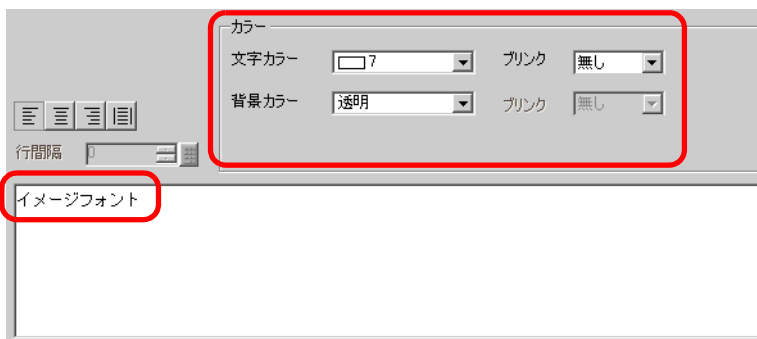 カラー
文字カラー 7 ブリンク 無し
背景カラー 透明 ブリンク 無し
行間隔 0
イメージフォント